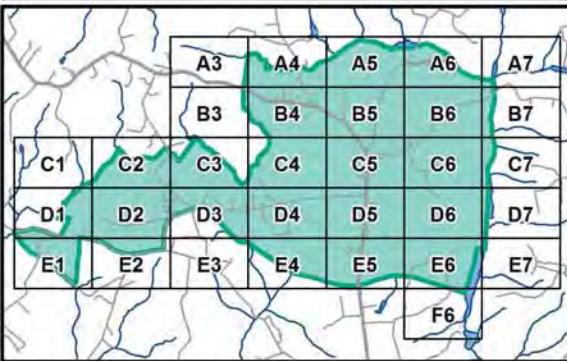 A3 A4 A5 A6 A7
B3 B4 B5 B6 B7
C1 C2 C3 C4 C5 C6 C7
D1 D2 D3 D4 D5 D6 D7
E1 E2 E3 E4 E5 E6 E7
F6